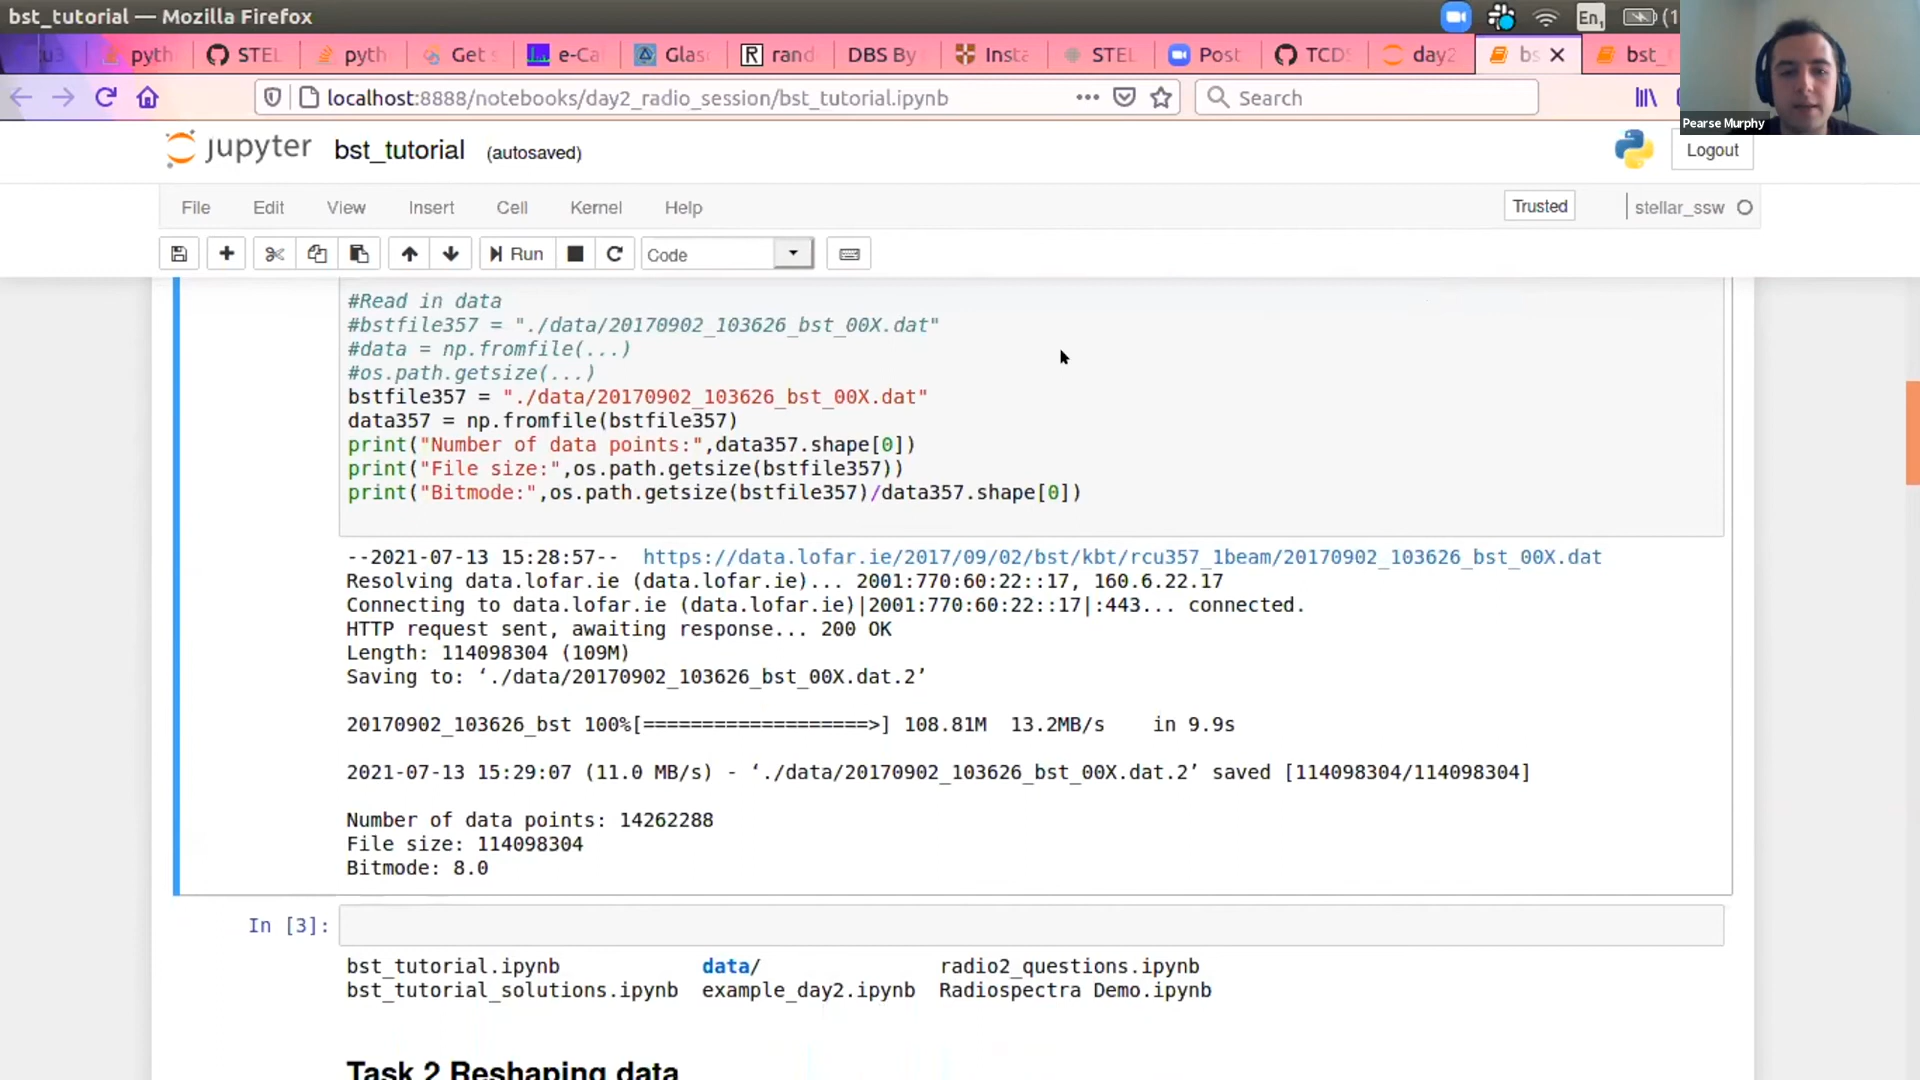 bst_tutorial — Mozilla Firefox
En1
(1
pyth
STEL
pyth
Get
e-Ca
Glas
R rand
DBS By
Insta
STEL
Post
TCDS
day2
bs
bst_
localhost:8888/notebooks/day2_radio_session/bst_tutorial.ipynb
Search
Pearse Murphy
jupyter bst_tutorial (autosaved)
Logout
File Edit View Insert Cell Kernel Help
Trusted
stellar_ssw
Run
Code
#Read in data
#bstfile357 = "./data/20170902_103626_bst_00X.dat"
#data = np.fromfile(...)
#os.path.getsize(...)
bstfile357 = "./data/20170902_103626_bst_00X.dat"
data357 = np.fromfile(bstfile357)
print("Number of data points:",data357.shape[0])
print("File size:",os.path.getsize(bstfile357))
print("Bitmode:",os.path.getsize(bstfile357)/data357.shape[0])
--2021-07-13 15:28:57-- https://data.lofar.ie/2017/09/02/bst/kbt/rcu357_1beam/20170902_103626_bst_00X.dat
Resolving data.lofar.ie (data.lofar.ie)... 2001:770:60:22::17, 160.6.22.17
Connecting to data.lofar.ie (data.lofar.ie)|2001:770:60:22::17|:443... connected.
HTTP request sent, awaiting response... 200 OK
Length: 114098304 (109M)
Saving to: ‘./data/20170902_103626_bst_00X.dat.2’
20170902_103626_bst 100%[===================>] 108.81M 13.2MB/s in 9.9s
2021-07-13 15:29:07 (11.0 MB/s) - ‘./data/20170902_103626_bst_00X.dat.2’ saved [114098304/114098304]
Number of data points: 14262288
File size: 114098304
Bitmode: 8.0
In [3]:
bst_tutorial.ipynb data/ radio2_questions.ipynb
bst_tutorial_solutions.ipynb example_day2.ipynb Radiospectra Demo.ipynb
Task 2 Reshaping data